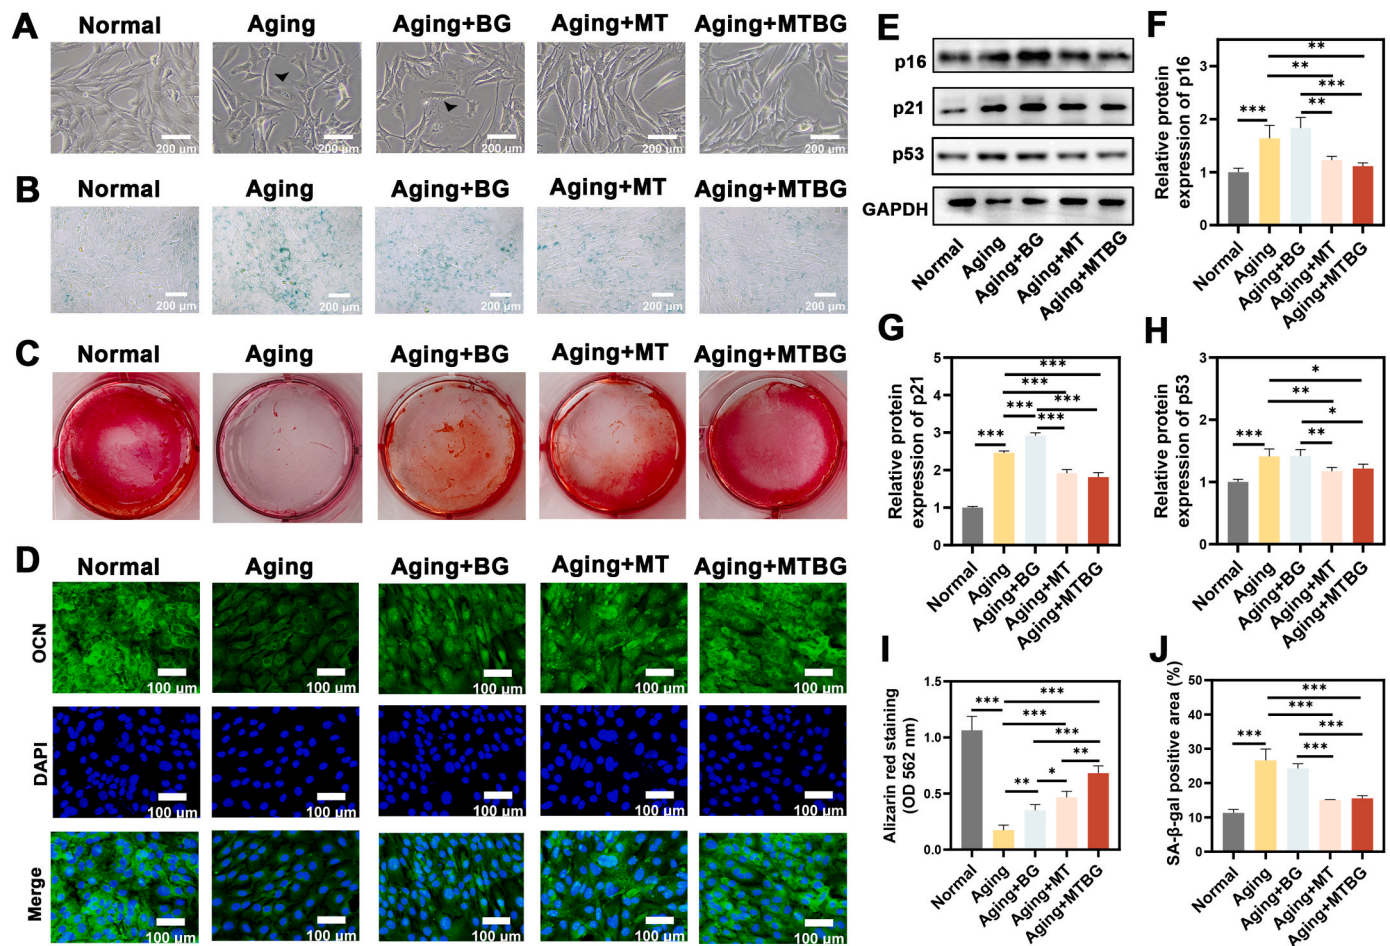 A
Normal
Aging
Aging+BG
Aging+MT
Aging+MTBG
200 μm
200 μm
200 μm
200 μm
200 μm
B
Normal
Aging
Aging+BG
Aging+MT
Aging+MTBG
200 μm
200 μm
200 μm
200 μm
200 μm
C
Normal
Aging
Aging+BG
Aging+MT
Aging+MTBG
D
Normal
Aging
Aging+BG
Aging+MT
Aging+MTBG
OCN
100 μm
100 μm
100 μm
100 μm
100 μm
DAPI
100 μm
100 μm
100 μm
100 μm
100 μm
Merge
100 μm
100 μm
100 μm
100 μm
100 μm
E
p16
p21
p53
GAPDH
Normal
Aging
Aging+BG
Aging+MT
Aging+MTBG
F
Relative protein
expression of p16
3
2
1
0
**
**
***
***
**
Normal
Aging
Aging+BG
Aging+MT
Aging+MTBG
G
Relative protein
expression of p21
5
4
3
2
1
0
***
***
***
***
***
***
Normal
Aging
Aging+BG
Aging+MT
Aging+MTBG
H
Relative protein
expression of p53
3
2
1
0
*
**
*
***
**
Normal
Aging
Aging+BG
Aging+MT
Aging+MTBG
I
Alizarin red staining
(OD 562 nm)
1.5
1.0
0.5
0.0
***
***
***
***
**
**
*
Normal
Aging
Aging+BG
Aging+MT
Aging+MTBG
J
SA-β-gal positive area (%)
50
40
30
20
10
0
***
***
***
***
***
Normal
Aging
Aging+BG
Aging+MT
Aging+MTBG